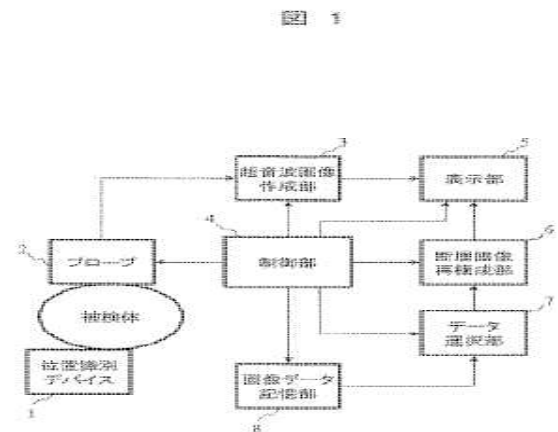 図 1
3
超音波画像
作成部
5
表示部
4
制御部
2
プローブ
6
断層画像
再構成部
被検体
7
データ
選択部
位置識別
デバイス
1
画像データ
記憶部
8